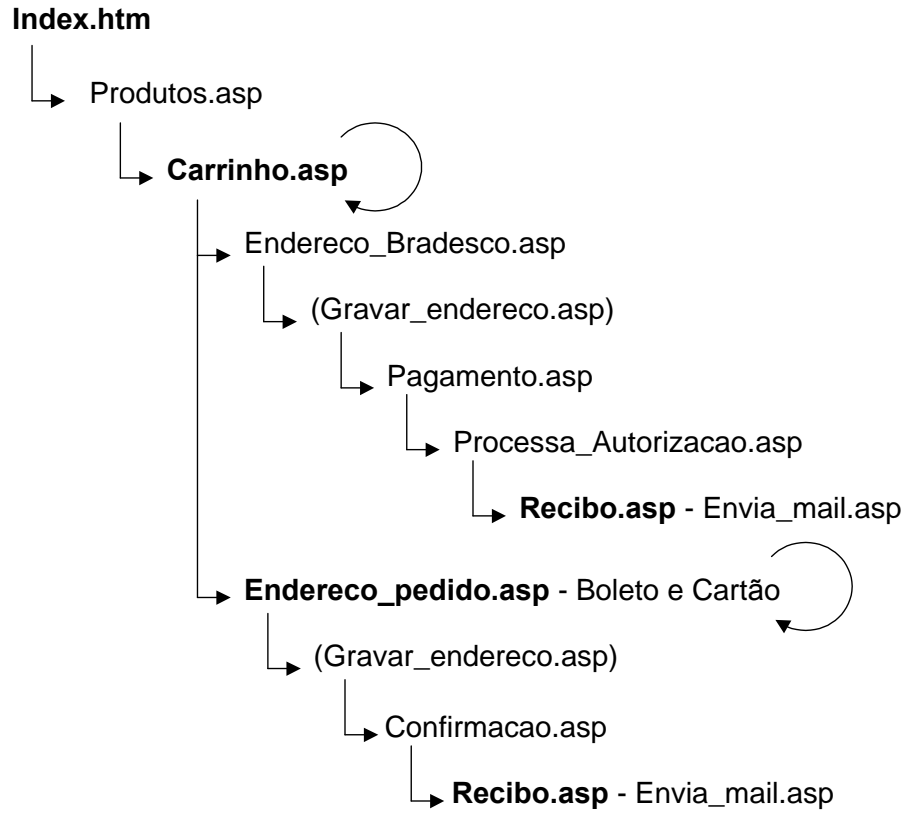 Index.htm
Produtos.asp
Carrinho.asp
Endereco_Bradesco.asp
(Gravar_endereco.asp)
Pagamento.asp
Processa_Autorizacao.asp
Recibo.asp - Envia_mail.asp
Endereco_pedido.asp - Boleto e Cartão
(Gravar_endereco.asp)
Confirmacao.asp
Recibo.asp - Envia_mail.asp